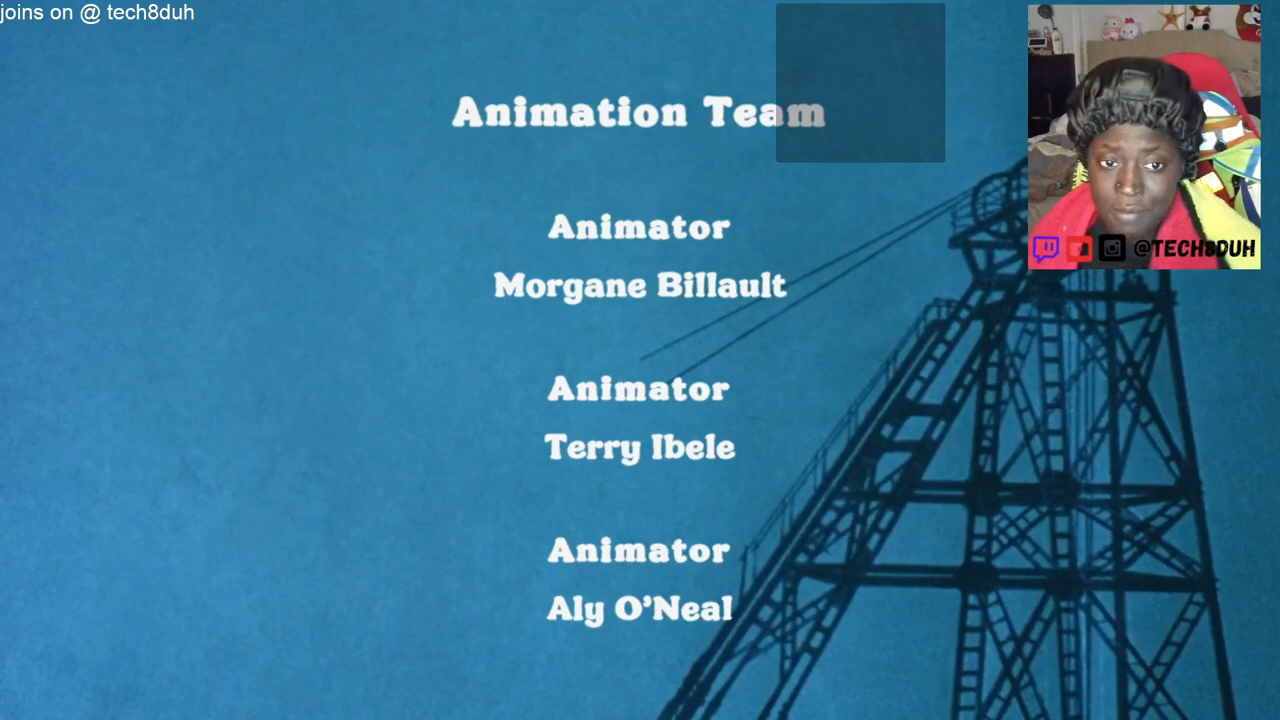 joins on @ tech8duh
Animation Team
Animator
Morgane Billault
Animator
Terry Ibele
Animator
Aly O'Neal
@TECH8DUH